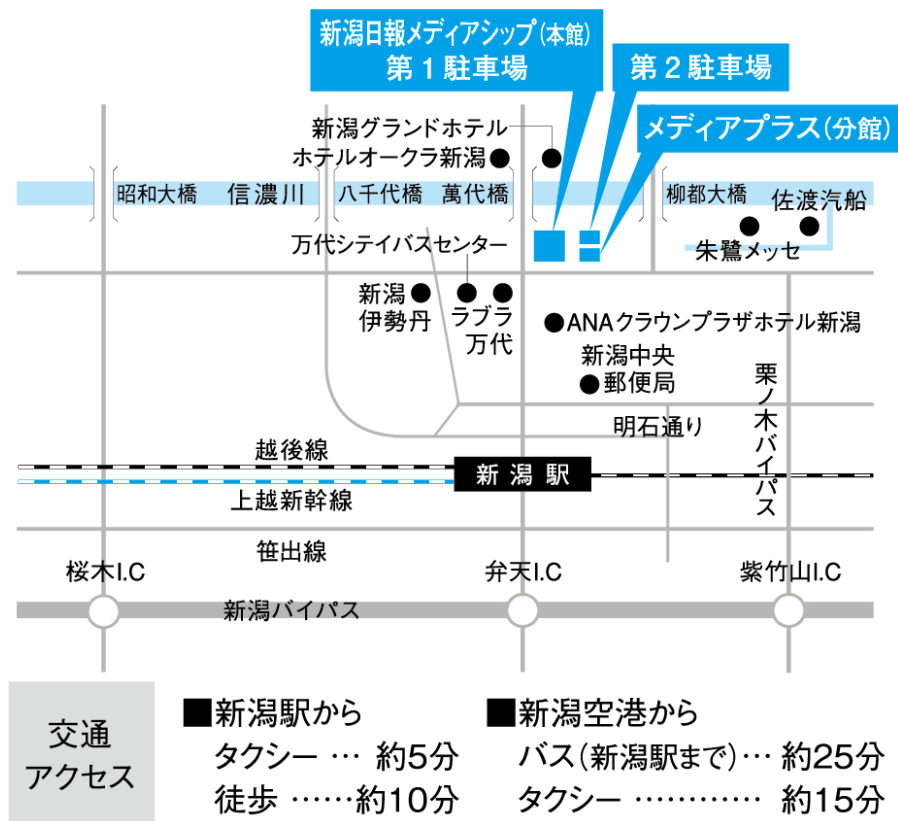 新潟日報メディアシップ(本館)
第1駐車場
第2駐車場
メディアプラス(分館)
新潟グランドホテル
ホテルオークラ新潟
昭和大橋
信濃川
八千代橋
萬代橋
柳都大橋
佐渡汽船
朱鷺メッセ
万代シテイバスセンター
新潟
伊勢丹
ラブラ
万代
ANAクラウンプラザホテル新潟
新潟中央
郵便局
栗ノ木バイパス
明石通り
越後線
新潟駅
上越新幹線
笹出線
桜木I.C
弁天I.C
紫竹山I.C
新潟バイパス
交通
アクセス
■新潟駅から
タクシー … 約5分
徒歩 ……約10分
■新潟空港から
バス(新潟駅まで)… 約25分
タクシー ………… 約15分